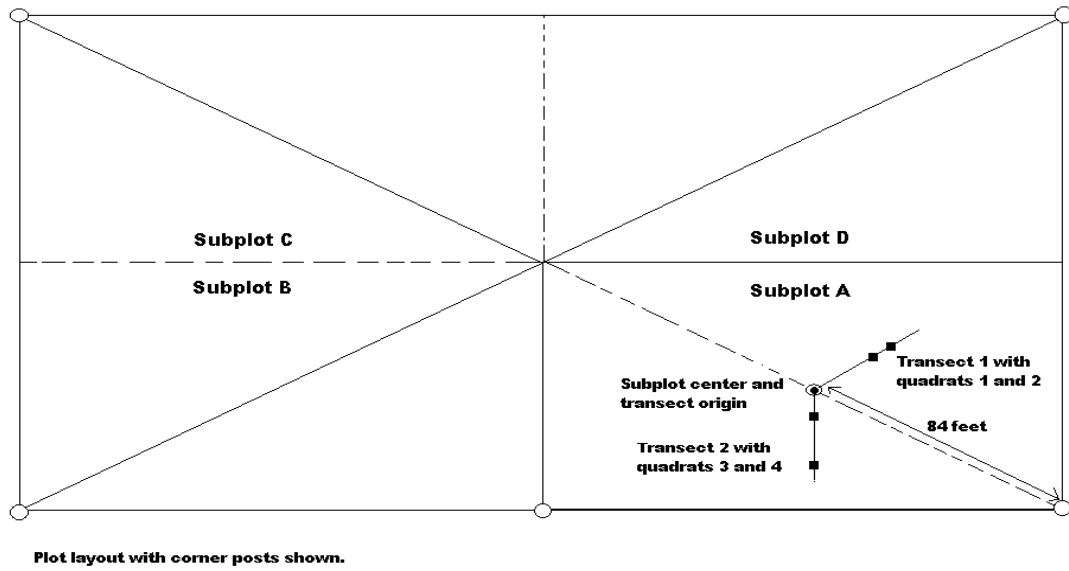 Subplot C
Subplot D
Subplot B
Subplot A
Transect 1 with
quadrats 1 and 2
Subplot center and
transect origin
84 feet
Transect 2 with
quadrats 3 and 4
Plot layout with corner posts shown.